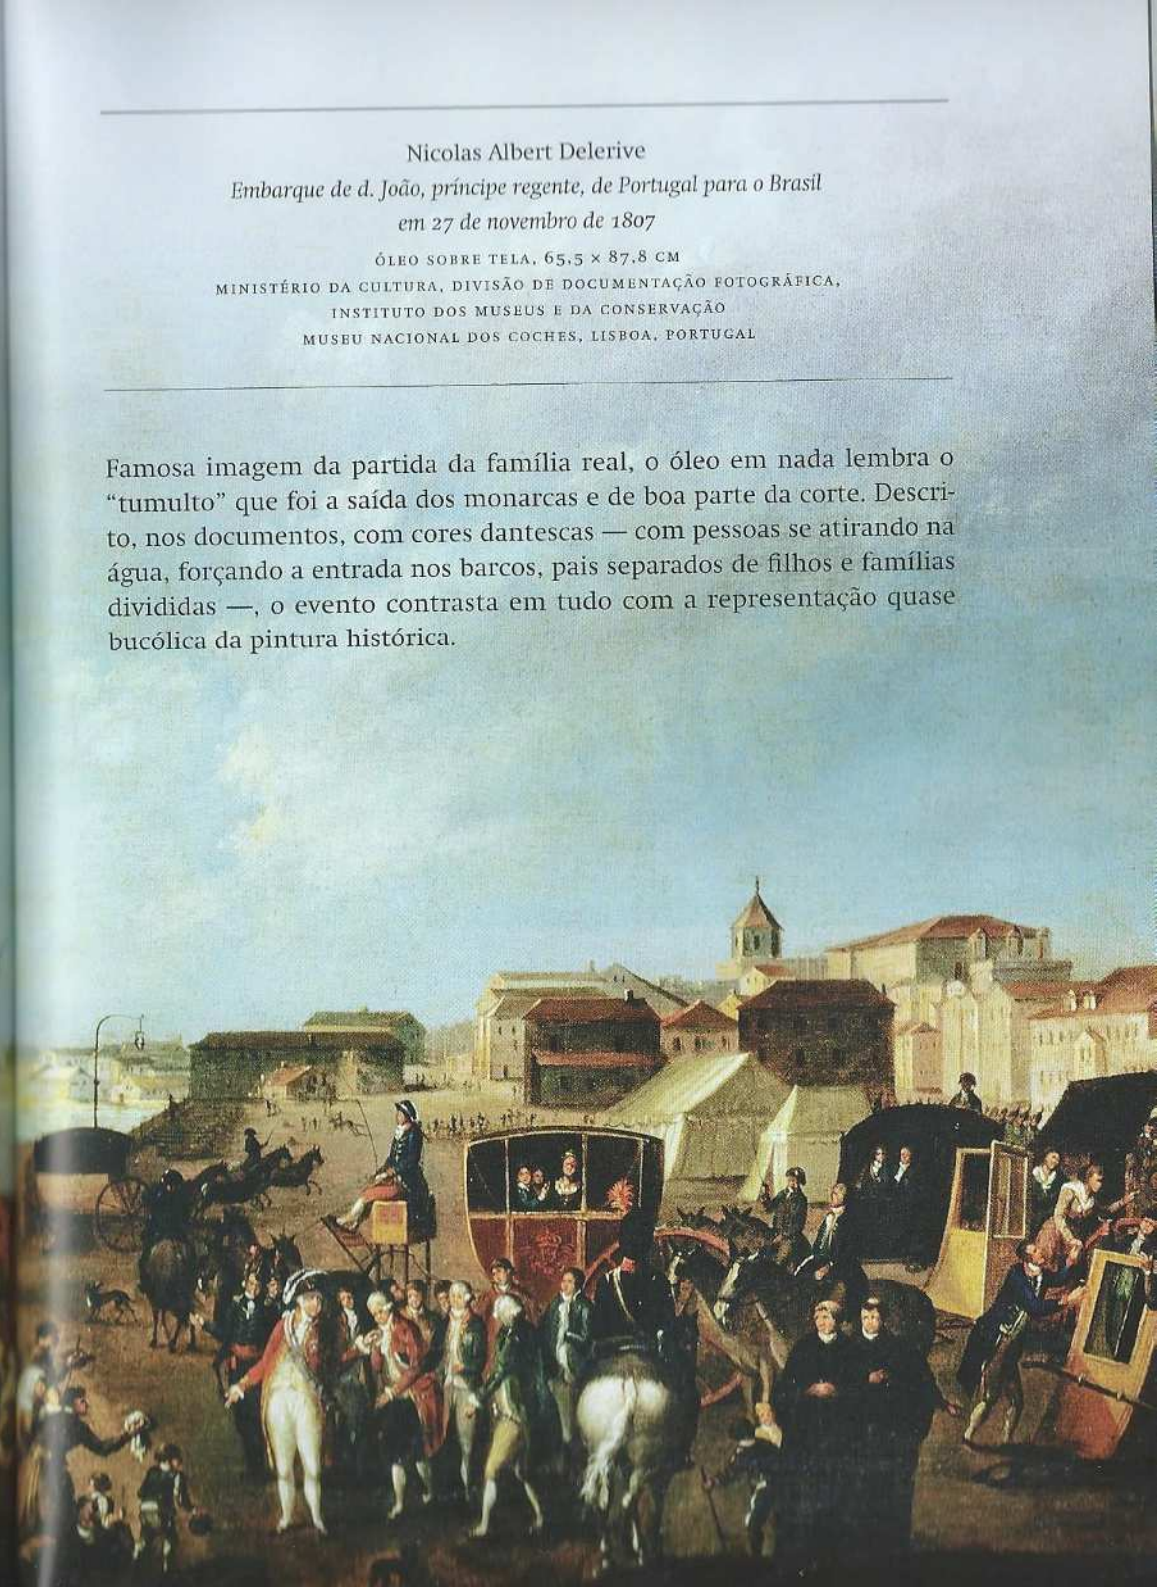 Nicolas Albert Delerive
Embarque de d. João, príncipe regente, de Portugal para o Brasil
em 27 de novembro de 1807
ÓLEO SOBRE TELA, 65,5 × 87,8 CM
MINISTÉRIO DA CULTURA, DIVISÃO DE DOCUMENTAÇÃO FOTOGRÁFICA,
INSTITUTO DOS MUSEUS E DA CONSERVAÇÃO
MUSEU NACIONAL DOS COCHES, LISBOA, PORTUGAL
Famosa imagem da partida da família real, o óleo em nada lembra o
“tumulto” que foi a saída dos monarcas e de boa parte da corte. Descri-
to, nos documentos, com cores dantescas — com pessoas se atirando na
água, forçando a entrada nos barcos, pais separados de filhos e famílias
divididas —, o evento contrasta em tudo com a representação quase
bucólica da pintura histórica.